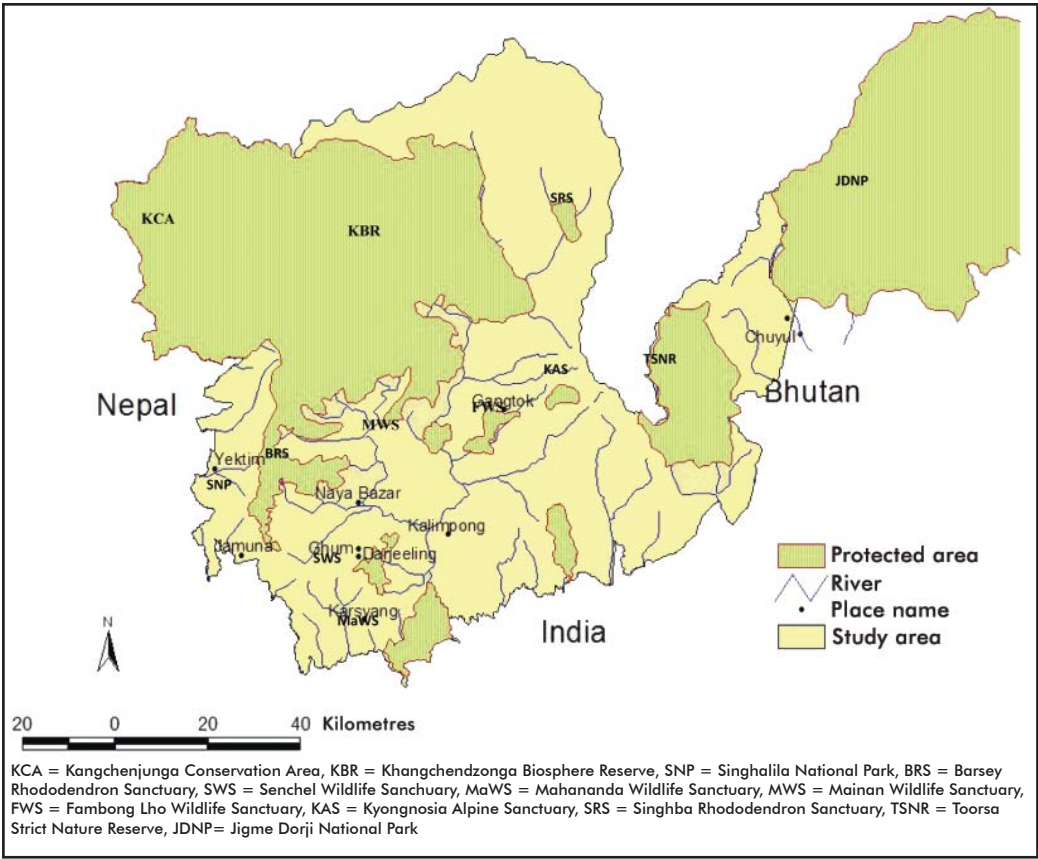 JDNP
SRS
KCA
KBR
Chuyul
TSNR
KAS
Bhutan
Nepal
Gangtok
FWS
MWS
BRS
Yektim
SNP
Naya Bazar
Kalimpong
Jamuna
Ghum
Darjeeling
SWS
Karsyang
MaWS
India
Protected area
River
Place name
Study area
N
20 0 20 40 Kilometres
KCA = Kangchenjunga Conservation Area, KBR = Khangchendzonga Biosphere Reserve, SNP = Singhalila National Park, BRS = Barsey
Rhododendron Sanctuary, SWS = Senchel Wildlife Sanchuary, MaWS = Mahananda Wildlife Sanctuary, MWS = Mainan Wildlife Sanctuary,
FWS = Fambong Lho Wildlife Sanctuary, KAS = Kyongnosia Alpine Sanctuary, SRS = Singhba Rhododendron Sanctuary, TSNR = Toorsa
Strict Nature Reserve, JDNP= Jigme Dorji National Park